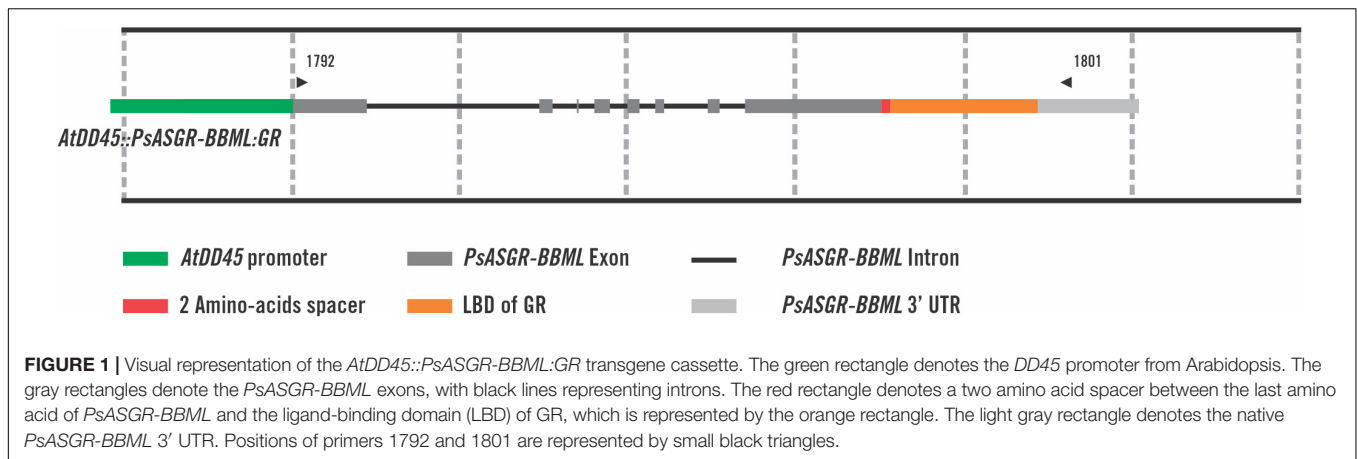 1792
1801
AtDD45::PsASGR-BBML:GR
AtDD45 promoter
PsASGR-BBML Exon
PsASGR-BBML Intron
2 Amino-acids spacer
LBD of GR
PsASGR-BBML 3' UTR
FIGURE 1 | Visual representation of the AtDD45::PsASGR-BBML:GR transgene cassette. The green rectangle denotes the DD45 promoter from Arabidopsis. The
gray rectangles denote the PsASGR-BBML exons, with black lines representing introns. The red rectangle denotes a two amino acid spacer between the last amino
acid of PsASGR-BBML and the ligand-binding domain (LBD) of GR, which is represented by the orange rectangle. The light gray rectangle denotes the native
PsASGR-BBML 3′ UTR. Positions of primers 1792 and 1801 are represented by small black triangles.